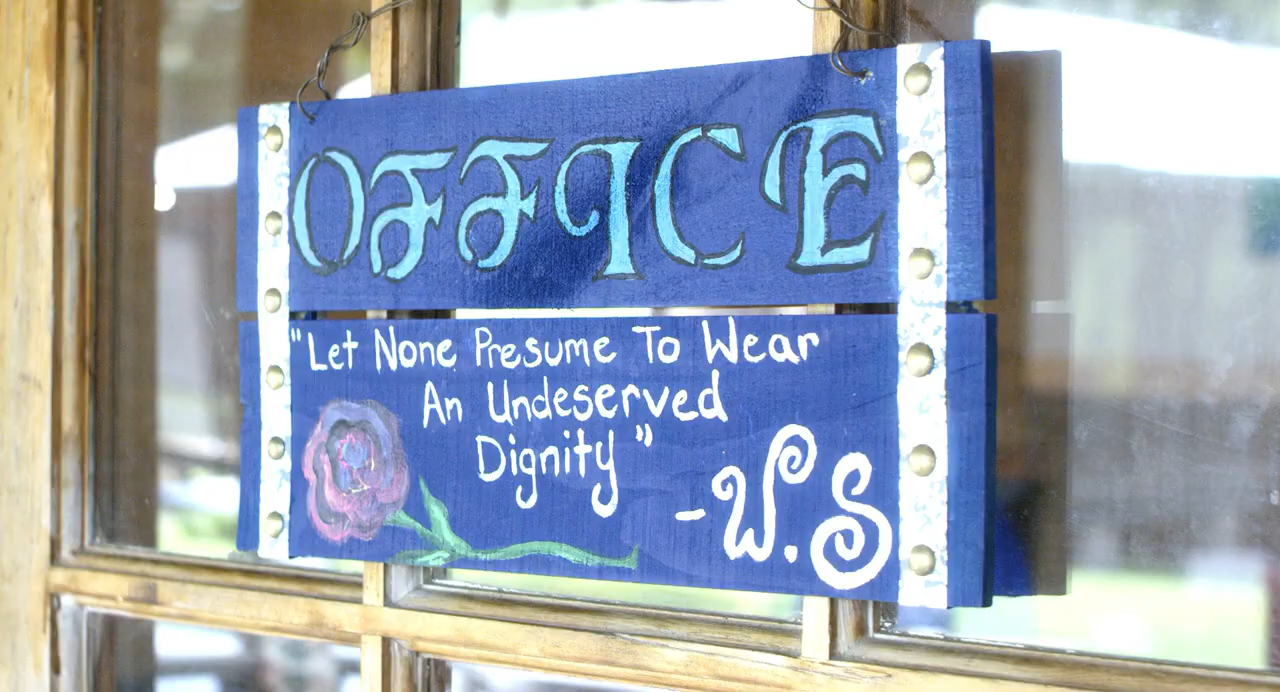 OFFICE
"Let None Presume To Wear
An Undeserved
Dignity"
-W.S